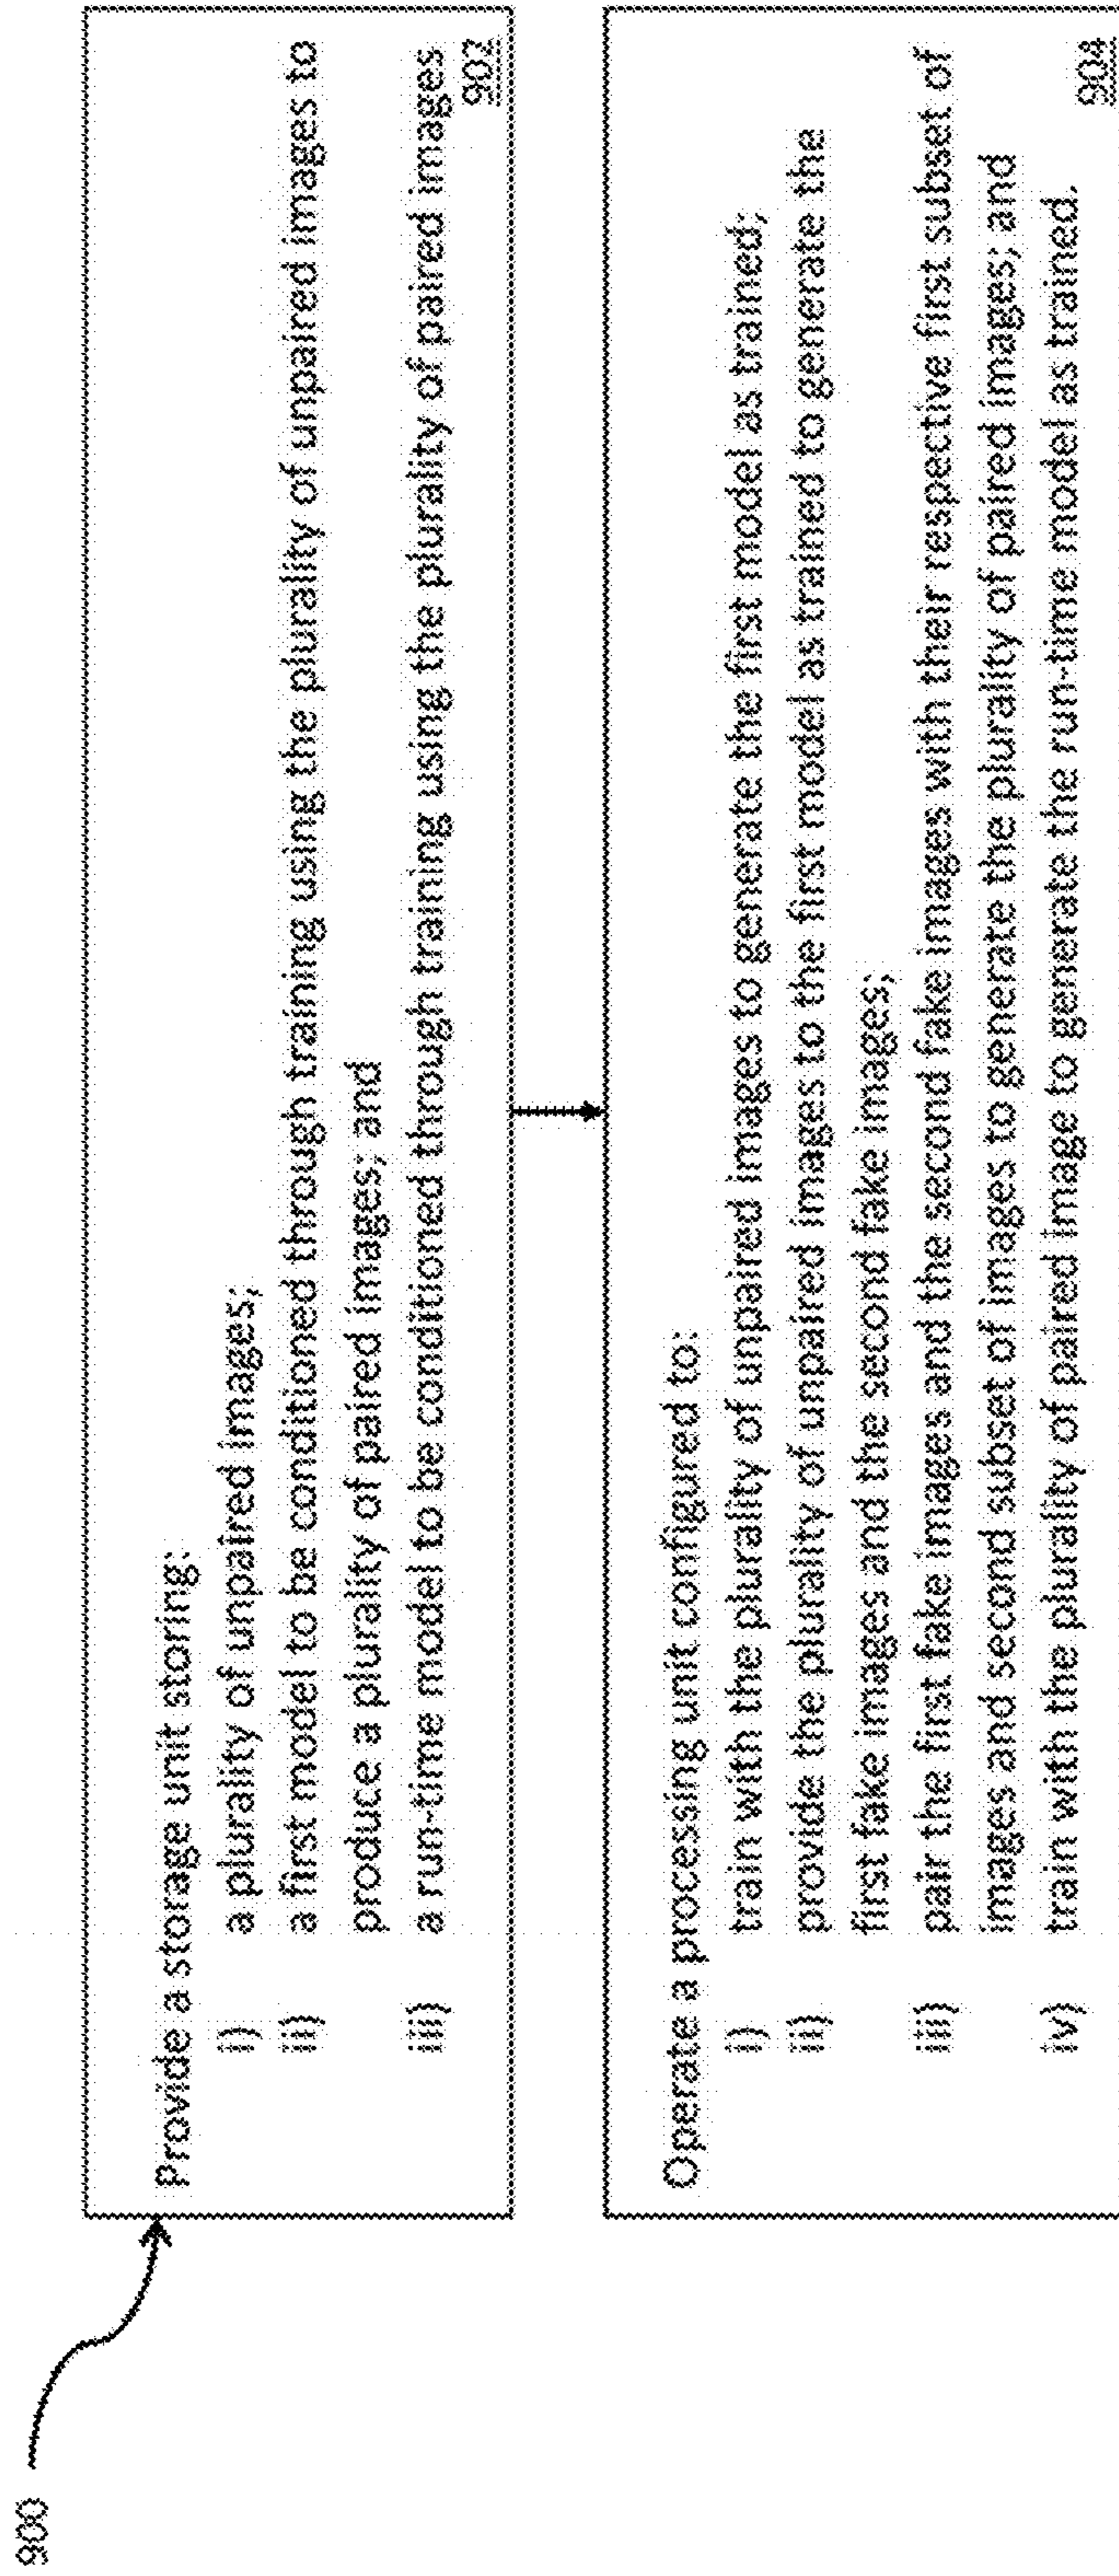 900
Provide a storage unit storing:
i) a plurality of unpaired images;
ii) a first model to be conditioned through training using the plurality of unpaired images to
produce a plurality of paired images; and
iii) a run-time model to be conditioned through training using the plurality of paired images
902
Operate a processing unit configured to:
i) train with the plurality of unpaired images to generate the first model as trained;
ii) provide the plurality of unpaired images to the first model as trained to generate the
first fake images and the second fake images;
iii) pair the first fake images and the second fake images with their respective first subset of
images and second subset of images to generate the plurality of paired images; and
iv) train with the plurality of paired image to generate the run-time model as trained.
904